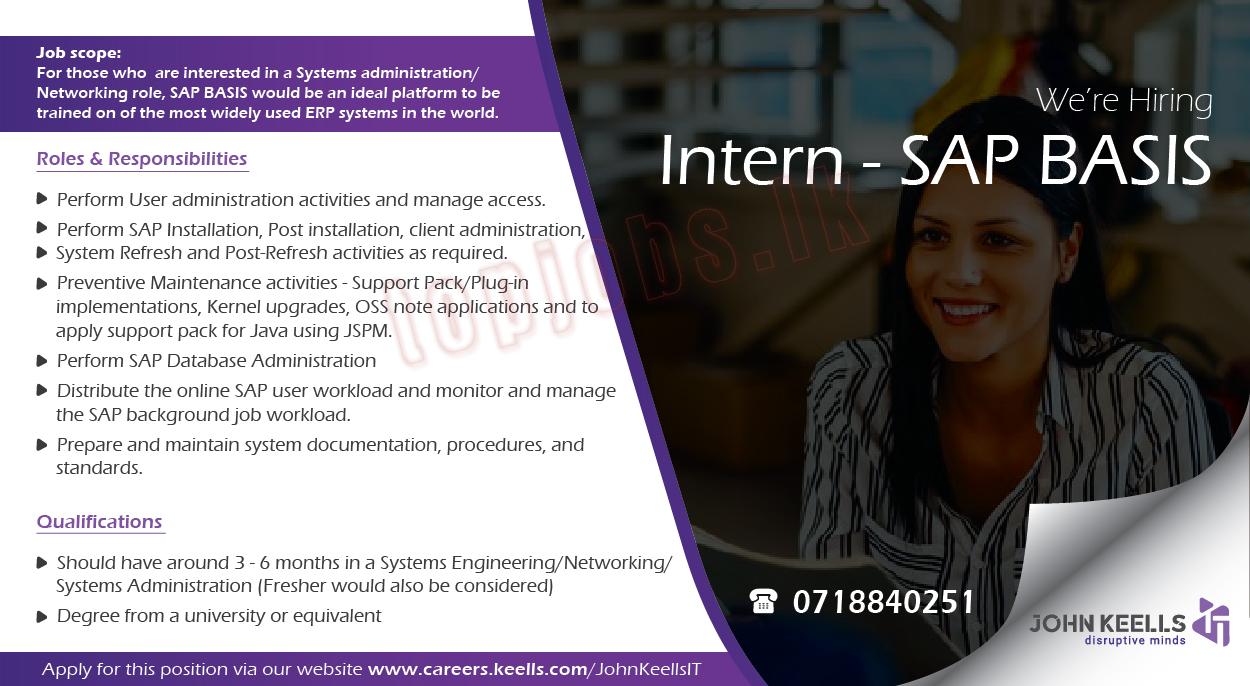 Job scope:
For those who  are interested in a Systems administration/
Networking role, SAP BASIS would be an ideal platform to be
trained on of the most widely used ERP systems in the world.
Roles & Responsibilities
Perform User administration activities and manage access.
Perform SAP Installation, Post installation, client administration,
System Refresh and Post-Refresh activities as required.
Preventive Maintenance activities - Support Pack/Plug-in
implementations, Kernel upgrades, OSS note applications and to
apply support pack for Java using JSPM.
Perform SAP Database Administration
Distribute the online SAP user workload and monitor and manage
the SAP background job workload.
Prepare and maintain system documentation, procedures, and
standards.
Qualifications
Should have around 3 - 6 months in a Systems Engineering/Networking/
Systems Administration (Fresher would also be considered)
Degree from a university or equivalent
Apply for this position via our website www.careers.keells.com/JohnKeellsIT
We're Hiring
Intern - SAP BASIS
topjobs.lk
0718840251
JOHN KEELLS
disruptive minds